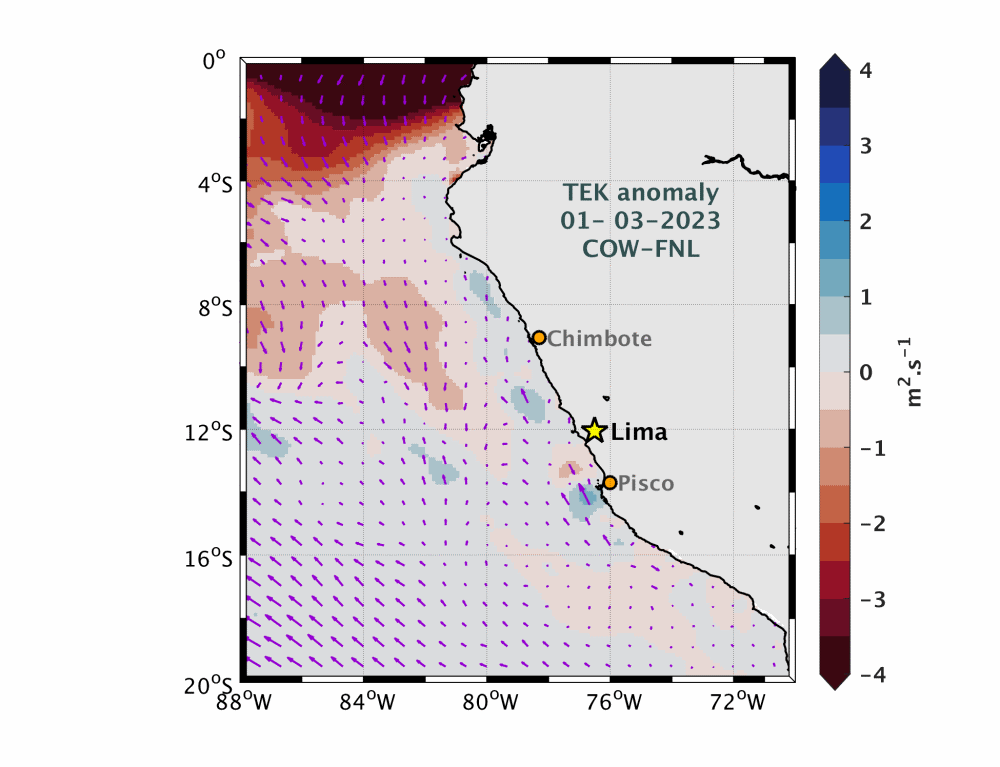 0°
4°S
8°S
12°S
16°S
20°S
88°W
84°W
80°W
76°W
72°W
TEK anomaly
01- 03-2023
COW-FNL
Chimbote
Lima
Pisco
4
3
2
1
0
-1
-2
-3
-4
m².s⁻¹